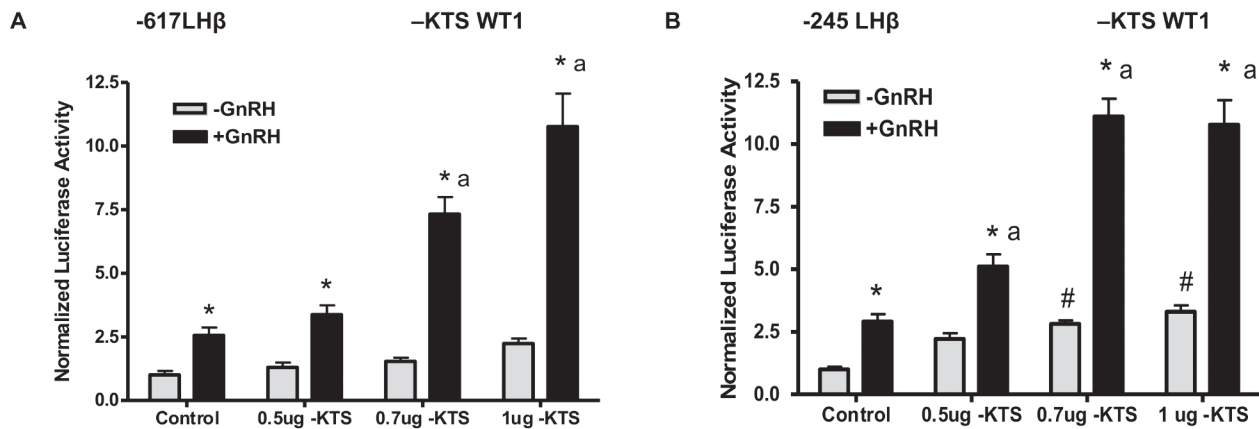 A
-617LHβ
–KTS WT1
Normalized Luciferase Activity
12.5
10.0
7.5
5.0
2.5
0.0
-GnRH
+GnRH
*
*
* a
* a
Control
0.5ug -KTS
0.7ug -KTS
1ug -KTS
B
-245 LHβ
–KTS WT1
Normalized Luciferase Activity
12.5
10.0
7.5
5.0
2.5
0.0
-GnRH
+GnRH
*
* a
#
* a
#
* a
Control
0.5ug -KTS
0.7ug -KTS
1 ug -KTS